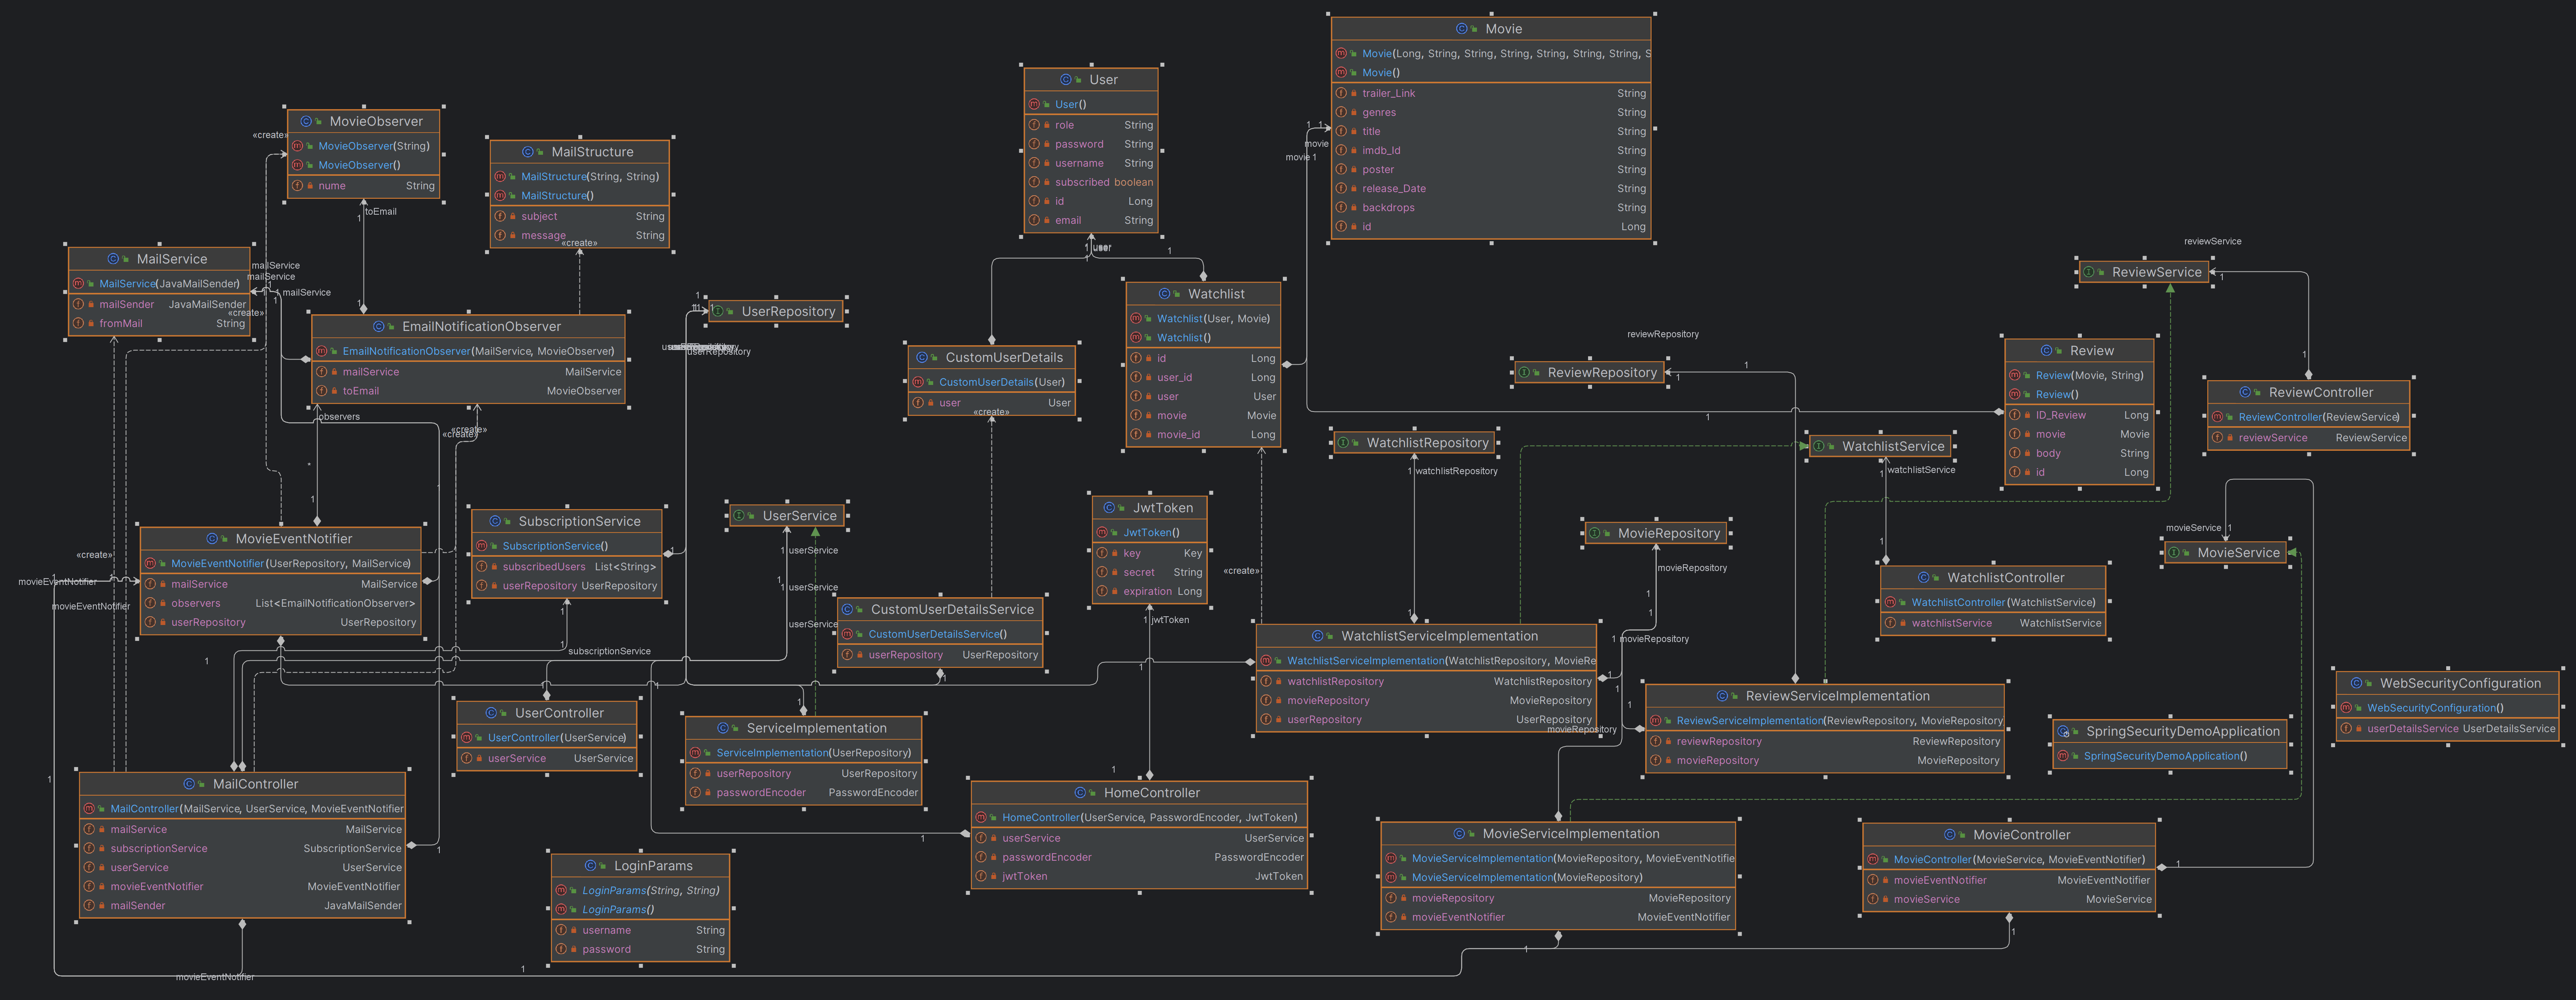 Movie
Movie(Long, String, String, String, String, String, String, S
Movie()
trailer_Link String
genres String
title String
imdb_Id String
poster String
release_Date String
backdrops String
id Long
User
User()
role String
password String
username String
subscribed boolean
id Long
email String
MovieObserver
MovieObserver(String)
MovieObserver()
nume String
MailStructure
MailStructure(String, String)
MailStructure()
subject String
message String
MailService
MailService(JavaMailSender)
mailSender JavaMailSender
fromMail String
EmailNotificationObserver
EmailNotificationObserver(MailService, MovieObserver)
mailService MailService
toEmail MovieObserver
UserRepository
CustomUserDetails
CustomUserDetails(User)
user User
Watchlist
Watchlist(User, Movie)
Watchlist()
id Long
user_id Long
user User
movie Movie
movie_id Long
ReviewService
ReviewRepository
Review
Review(Movie, String)
Review()
ID_Review Long
movie Movie
body String
id Long
ReviewController
ReviewController(ReviewService)
reviewService ReviewService
WatchlistRepository
WatchlistService
MovieEventNotifier
MovieEventNotifier(UserRepository, MailService)
mailService MailService
observers List<EmailNotificationObserver>
userRepository UserRepository
SubscriptionService
SubscriptionService()
subscribedUsers List<String>
userRepository UserRepository
UserService
JwtToken
JwtToken()
key Key
secret String
expiration Long
MovieRepository
MovieService
WatchlistController
WatchlistController(WatchlistService)
watchlistService WatchlistService
CustomUserDetailsService
CustomUserDetailsService()
userRepository UserRepository
WatchlistServiceImplementation
WatchlistServiceImplementation(WatchlistRepository, MovieRe
watchlistRepository WatchlistRepository
movieRepository MovieRepository
userRepository UserRepository
UserController
UserController(UserService)
userService UserService
ServiceImplementation
ServiceImplementation(UserRepository)
userRepository UserRepository
passwordEncoder PasswordEncoder
ReviewServiceImplementation
ReviewServiceImplementation(ReviewRepository, MovieRepository
reviewRepository ReviewRepository
movieRepository MovieRepository
SpringSecurityDemoApplication
SpringSecurityDemoApplication()
WebSecurityConfiguration
WebSecurityConfiguration()
userDetailsService UserDetailsService
MailController
MailController(MailService, UserService, MovieEventNotifier
mailService MailService
subscriptionService SubscriptionService
userService UserService
movieEventNotifier MovieEventNotifier
mailSender JavaMailSender
LoginParams
LoginParams(String, String)
LoginParams()
username String
password String
HomeController
HomeController(UserService, PasswordEncoder, JwtToken)
userService UserService
passwordEncoder PasswordEncoder
jwtToken JwtToken
MovieServiceImplementation
MovieServiceImplementation(MovieRepository, MovieEventNotifie
MovieServiceImplementation(MovieRepository)
movieRepository MovieRepository
movieEventNotifier MovieEventNotifier
MovieController
MovieController(MovieService, MovieEventNotifier)
movieEventNotifier MovieEventNotifier
movieService MovieService
«create»
toEmail
«create»
mailService
mailService
mailService
«create»
user
movie
movie 1
reviewService
reviewRepository
userRepository
«create»
observers
«create»
«create»
watchlistRepository
watchlistService
movieService
«create»
userService
userService
userService
subscriptionService
jwtToken
«create»
movieRepository
movieRepository
movieRepository
movieEventNotifier
movieEventNotifier
movieEventNotifier